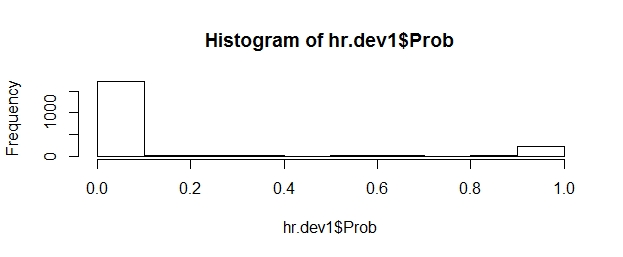 Histogram of hr.dev1$Prob
Frequency
1000
0
0.0 0.2 0.4 0.6 0.8 1.0
hr.dev1$Prob